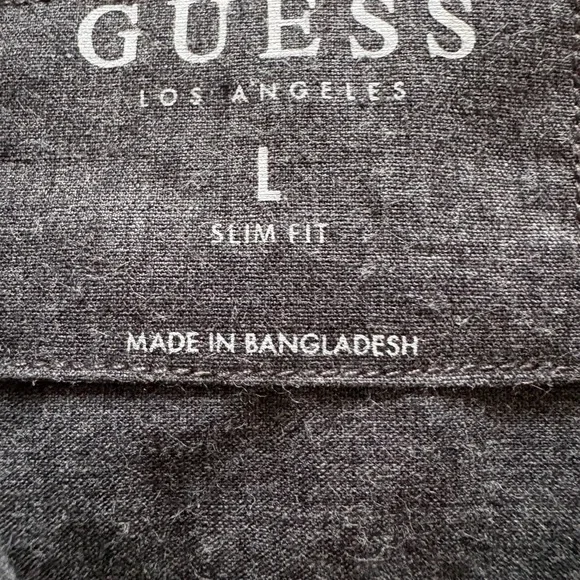 GUESS
LOS ANGELES
L
SLIM FIT
MADE IN BANGLADESH